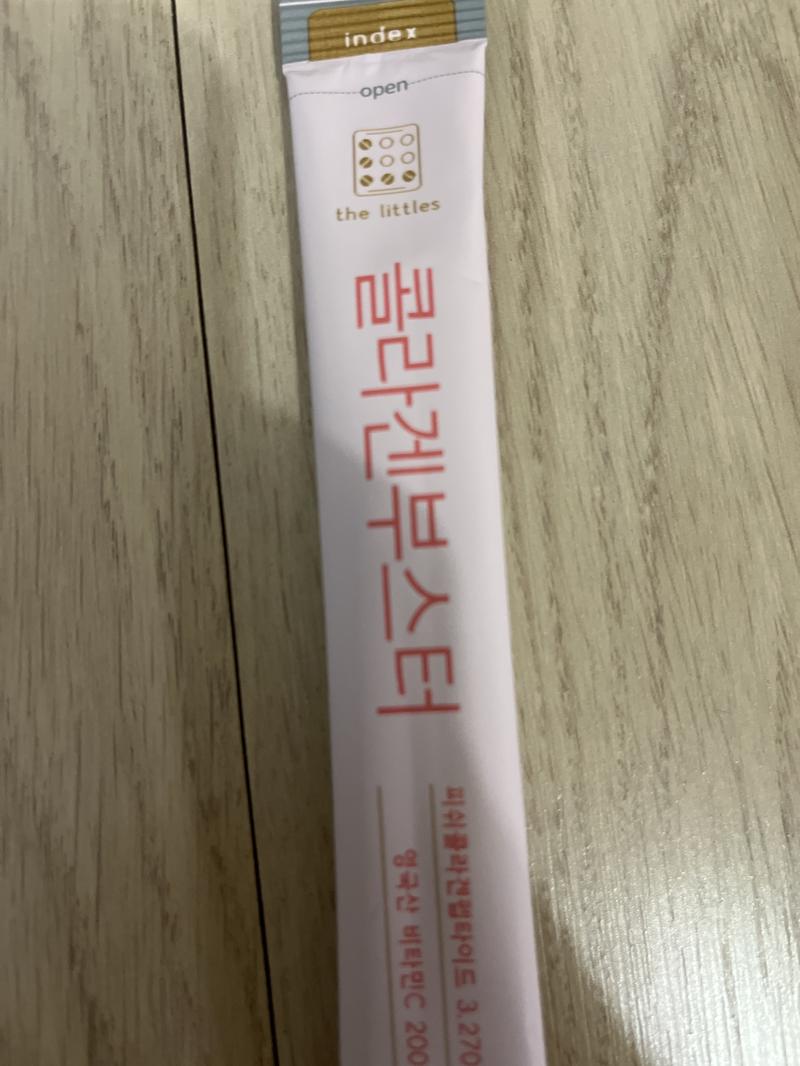 index
open
the littles
콜라겐부스터
피쉬콜라겐펩타이드 3,270
영국산 비타민C 200